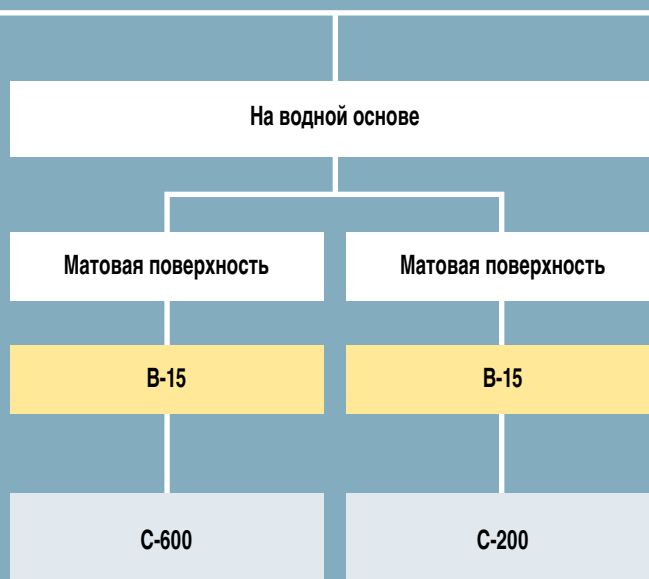 На водной основе
Матовая поверхность
Матовая поверхность
В-15
В-15
С-600
С-200